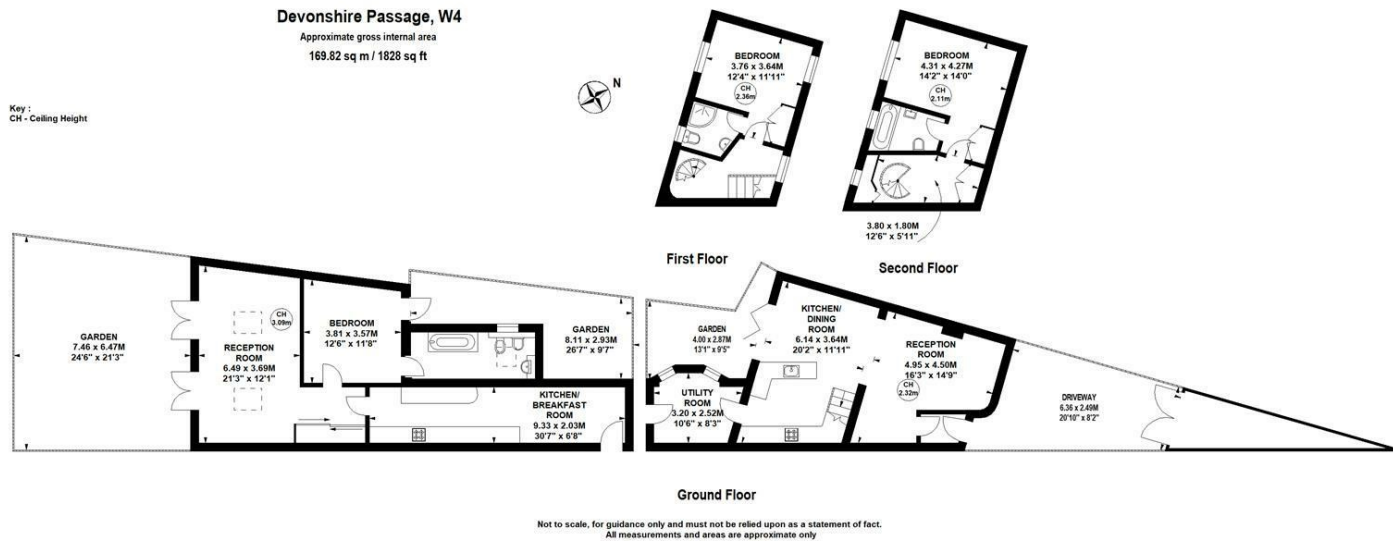 Devonshire Passage, W4
Approximate gross internal area
169.82 sq m / 1828 sq ft
Key :
CH - Ceiling Height
N
BEDROOM
3.76 x 3.64M
12'4" x 11'11"
CH
2.36m
BEDROOM
4.31 x 4.27M
14'2" x 14'0"
CH
2.11m
3.80 x 1.80M
12'6" x 5'11"
First Floor
Second Floor
GARDEN
7.46 x 6.47M
24'6" x 21'3"
CH
3.09m
RECEPTION
ROOM
6.49 x 3.69M
21'3" x 12'1"
BEDROOM
3.81 x 3.57M
12'6" x 11'8"
GARDEN
8.11 x 2.93M
26'7" x 9'7"
KITCHEN/
BREAKFAST
ROOM
9.33 x 2.03M
30'7" x 6'8"
GARDEN
4.00 x 2.87M
13'1" x 9'5"
UTILITY
ROOM
3.20 x 2.52M
10'6" x 8'3"
KITCHEN/
DINING
ROOM
6.14 x 3.64M
20'2" x 11'11"
RECEPTION
ROOM
4.95 x 4.50M
16'3" x 14'9"
CH
2.32m
DRIVEWAY
6.36 x 2.49M
20'10" x 8'2"
Ground Floor
Not to scale, for guidance only and must not be relied upon as a statement of fact.
All measurements and areas are approximate only